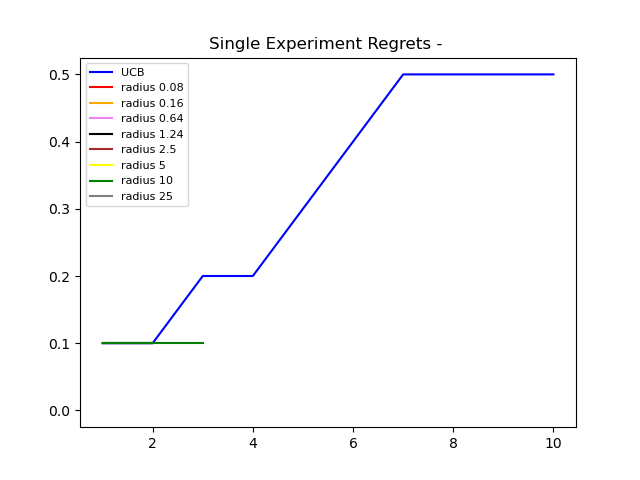 Single Experiment Regrets -
UCB
radius 0.08
radius 0.16
radius 0.64
radius 1.24
radius 2.5
radius 5
radius 10
radius 25
0.5
0.4
0.3
0.2
0.1
0.0
2 4 6 8 10